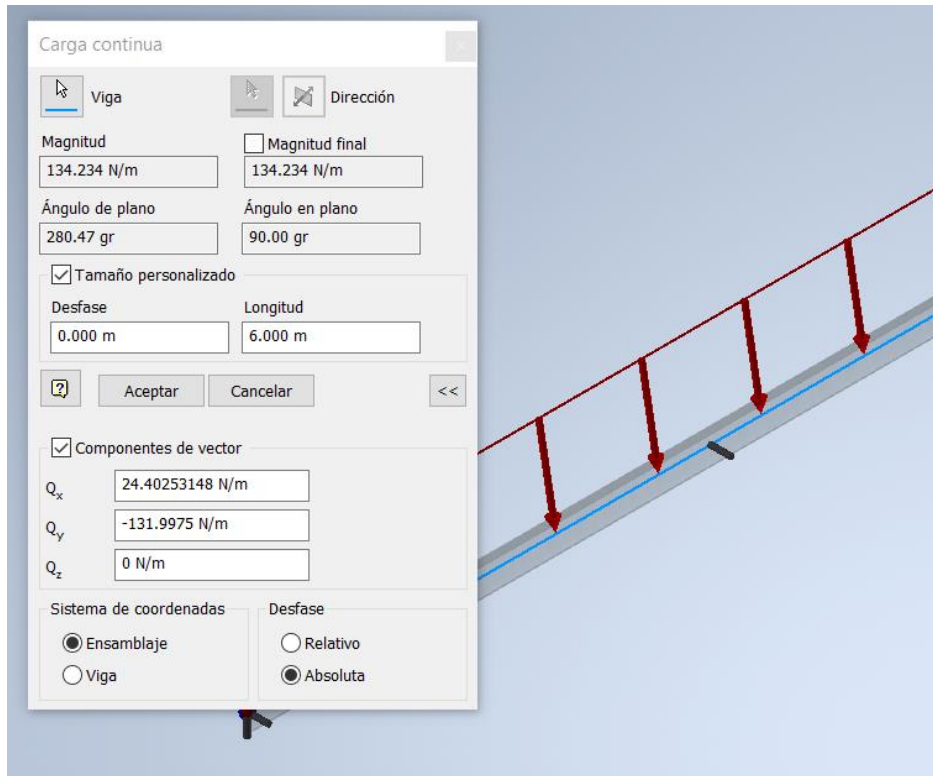 Carga continua
Viga
Dirección
Magnitud
Magnitud final
134.234 N/m
134.234 N/m
Ángulo de plano
Ángulo en plano
280.47 gr
90.00 gr
Tamaño personalizado
Desfase
Longitud
0.000 m
6.000 m
Aceptar
Cancelar
<<
Componentes de vector
Qx
24.40253148 N/m
Qy
-131.9975 N/m
Qz
0 N/m
Sistema de coordenadas
Desfase
Ensamblaje
Relativo
Viga
Absoluta